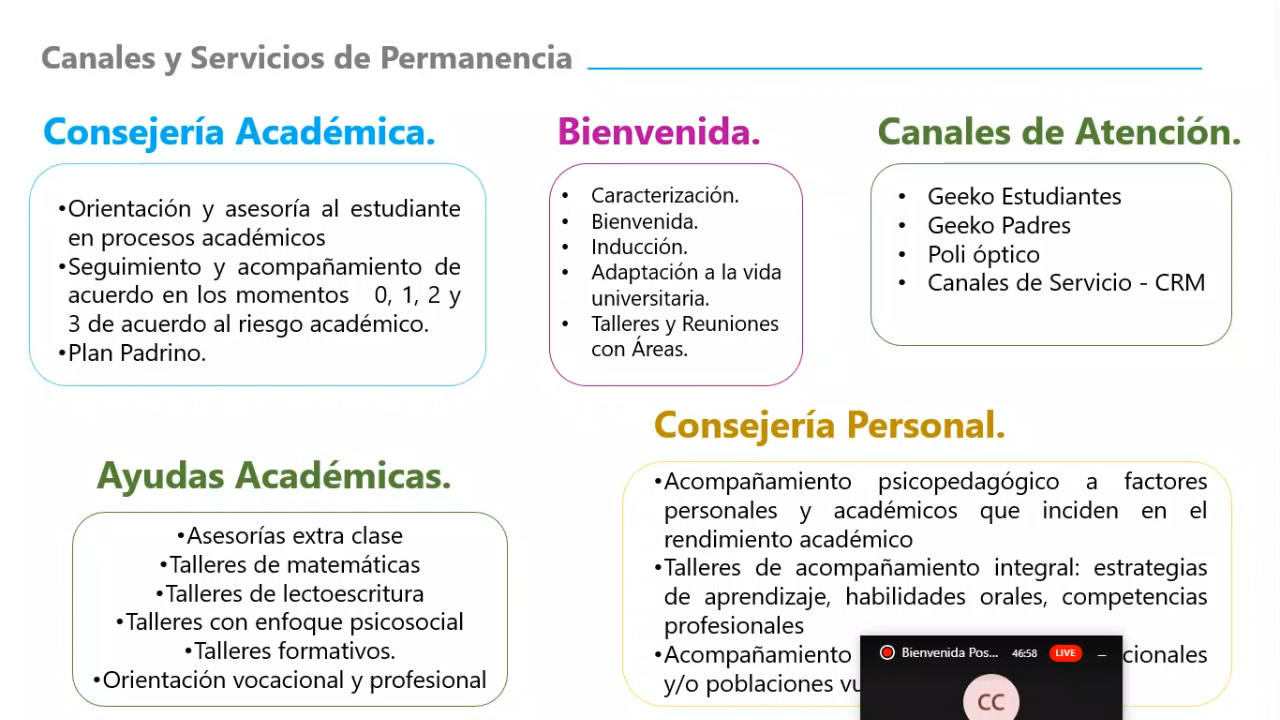 Canales y Servicios de Permanencia
Consejería Académica.
•Orientación y asesoría al estudiante
en procesos académicos
•Seguimiento y acompañamiento de
acuerdo en los momentos 0, 1, 2 y
3 de acuerdo al riesgo académico.
•Plan Padrino.
Bienvenida.
• Caracterización.
• Bienvenida.
• Inducción.
• Adaptación a la vida
universitaria.
• Talleres y Reuniones
con Áreas.
Canales de Atención.
• Geeko Estudiantes
• Geeko Padres
• Poli óptico
• Canales de Servicio - CRM
Ayudas Académicas.
•Asesorías extra clase
•Talleres de matemáticas
•Talleres de lectoescritura
•Talleres con enfoque psicosocial
•Talleres formativos.
•Orientación vocacional y profesional
Consejería Personal.
•Acompañamiento psicopedagógico a factores
personales y académicos que inciden en el
rendimiento académico
•Talleres de acompañamiento integral: estrategias
de aprendizaje, habilidades orales, competencias
profesionales
•Acompañamiento
y/o poblaciones
Bienvenida Pos... 46:58 LIVE
CC